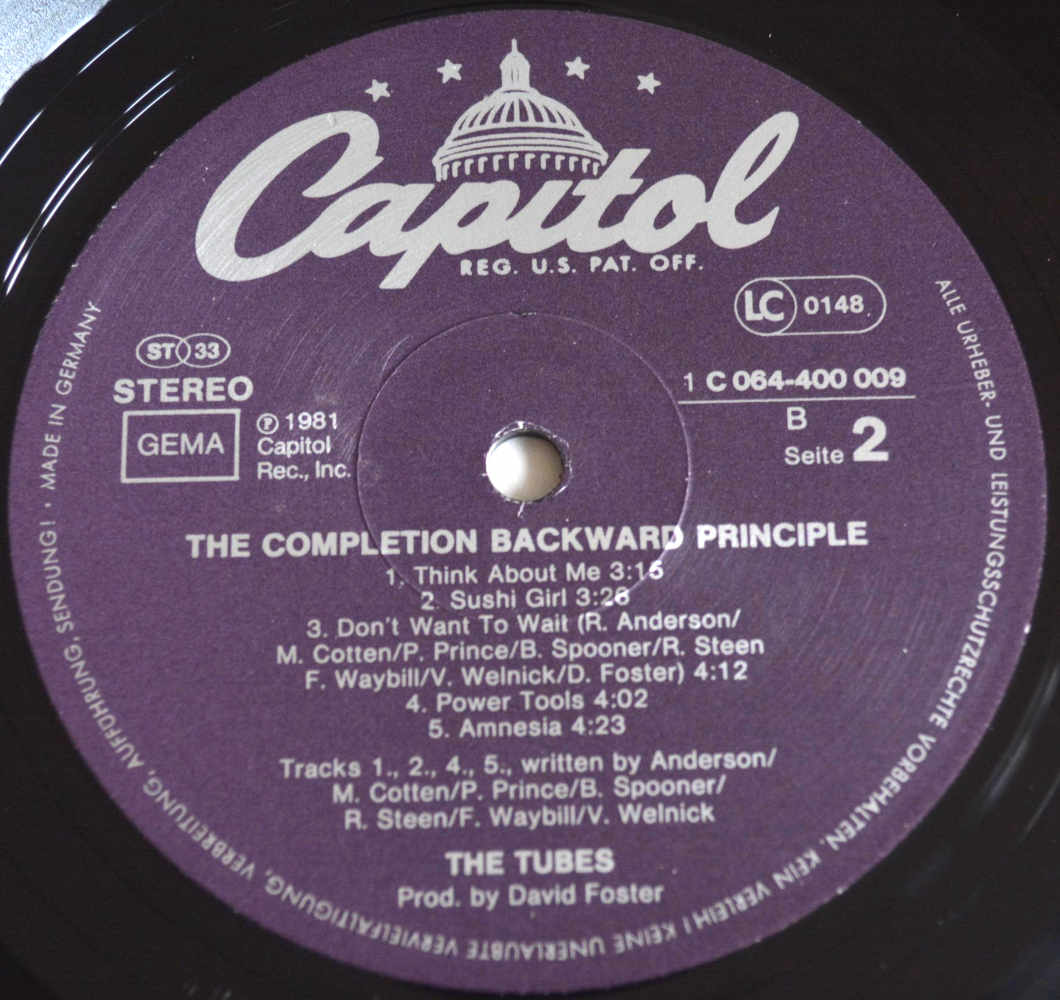 Capitol
REG. U.S. PAT. OFF.
LC 0148
ST 33
STEREO
GEMA
℗ 1981
Capitol
Rec., Inc.
1 C 064-400 009
B
Seite 2
THE COMPLETION BACKWARD PRINCIPLE
1. Think About Me 3:15
2. Sushi Girl 3:26
3. Don't Want To Wait (R. Anderson/
M. Cotten/P. Prince/B. Spooner/R. Steen
F. Waybill/V. Welnick/D. Foster) 4:12
4. Power Tools 4:02
5. Amnesia 4:23
Tracks 1., 2., 4., 5., written by Anderson/
M. Cotten/P. Prince/B. Spooner/
R. Steen/F. Waybill/V. Welnick
THE TUBES
Prod. by David Foster
ALLE URHEBER- UND LEISTUNGSSCHUTZRECHTE VORBEHALTEN. KEIN VERLEIH! KEINE UNERLAUBTE VERVIELFÄLTIGUNG, VERBREITUNG, AUFFÜHRUNG, SENDUNG! · MADE IN GERMANY